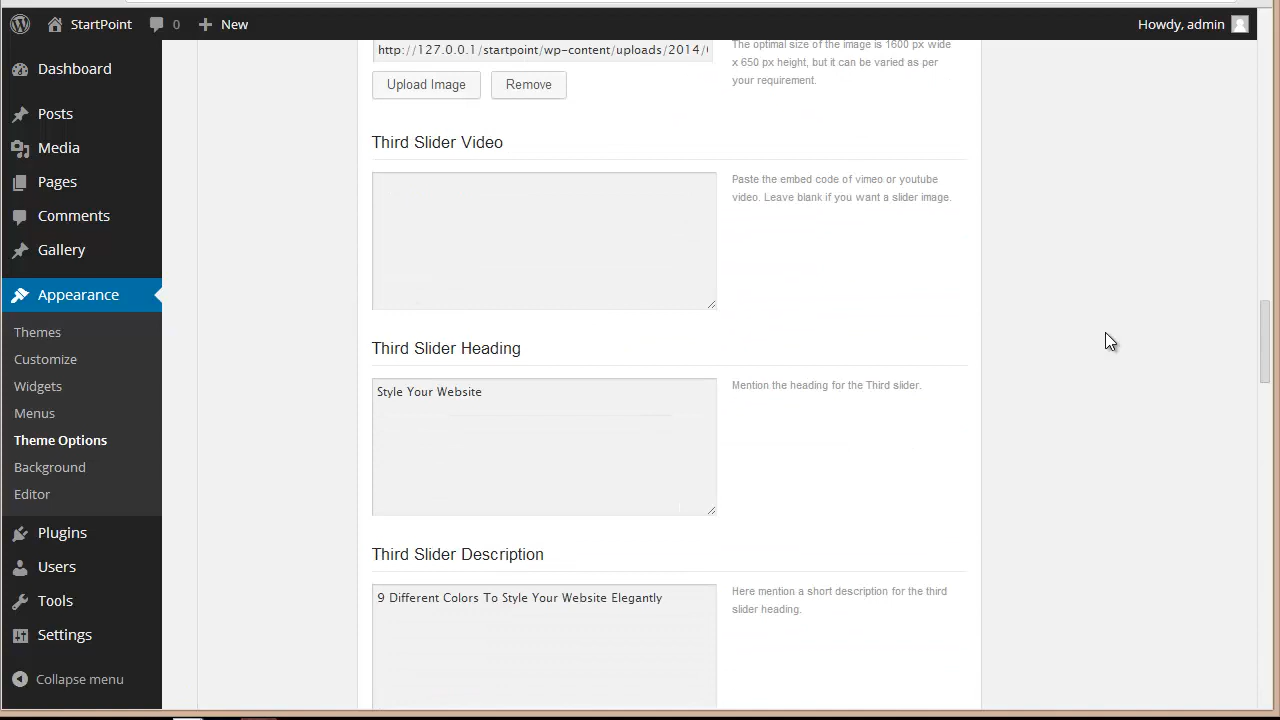 StartPoint 0 New Howdy, admin
Dashboard
Posts
Media
Pages
Comments
Gallery
Appearance
Themes
Customize
Widgets
Menus
Theme Options
Background
Editor
Plugins
Users
Tools
Settings
Collapse menu
http://127.0.0.1/startpoint/wp-content/uploads/2014/
The optimal size of the image is 1600 px wide
x 650 px height, but it can be varied as per
your requirement.
Upload Image Remove
Third Slider Video
Paste the embed code of vimeo or youtube
video. Leave blank if you want a slider image.
Third Slider Heading
Style Your Website
Mention the heading for the Third slider.
Third Slider Description
9 Different Colors To Style Your Website Elegantly
Here mention a short description for the third
slider heading.